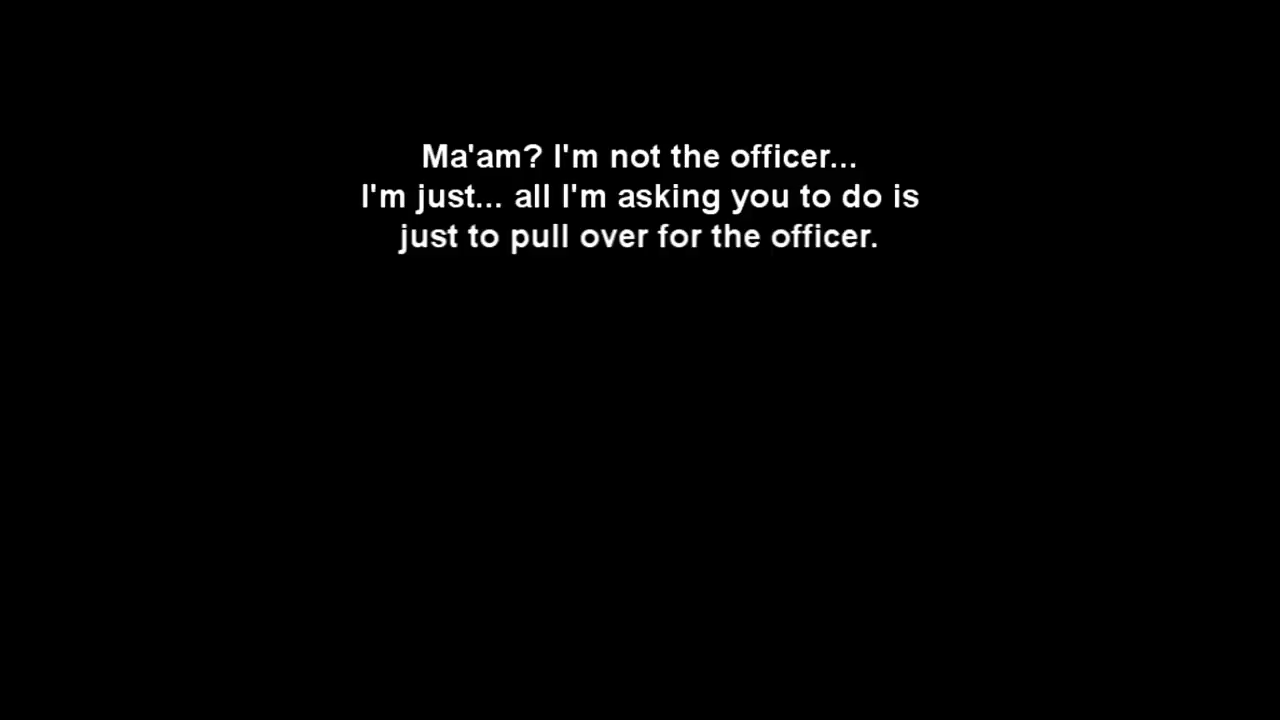 Ma'am? I'm not the officer...
I'm just... all I'm asking you to do is
just to pull over for the officer.